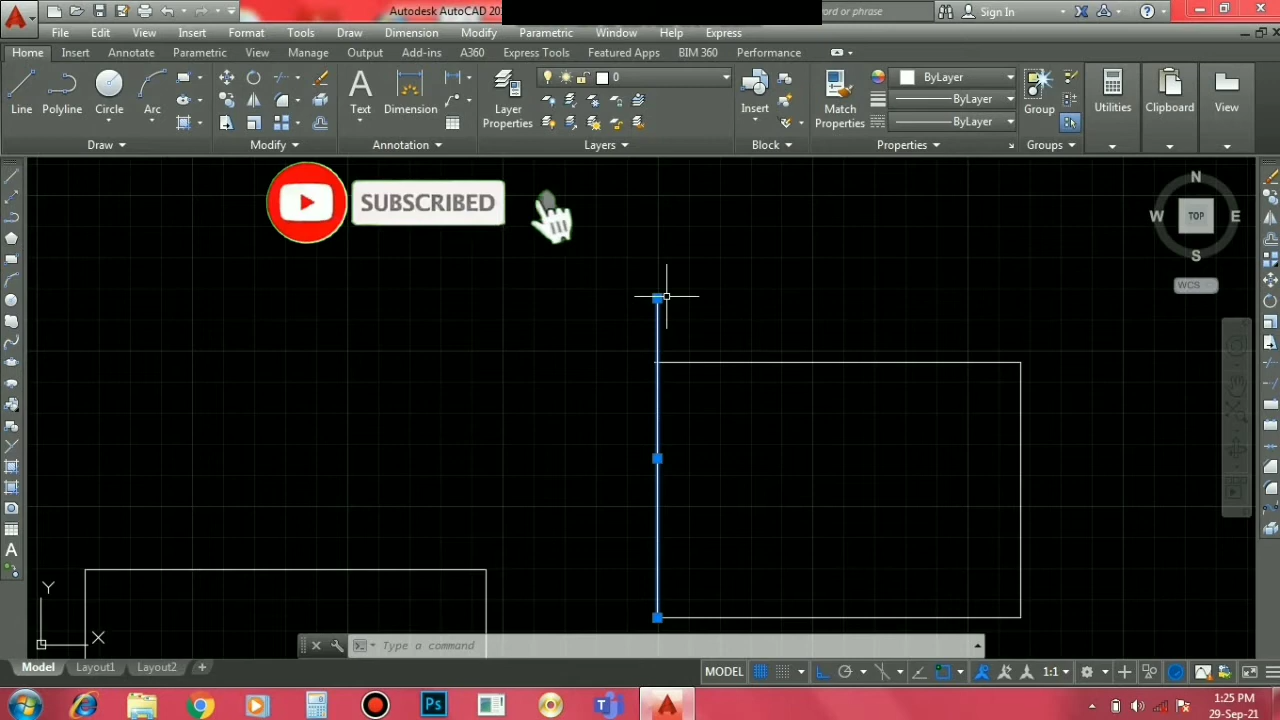 Autodesk AutoCAD 20
or phrase
Sign In
File Edit View Insert Format Tools Draw Dimension Modify Parametric Window Help Express
Home Insert Annotate Parametric View Manage Output Add-ins A360 Express Tools Featured Apps BIM 360 Performance
0
ByLayer
Line Polyline Circle Arc Text Dimension Layer Properties Insert Match Properties Group Utilities Clipboard View
ByLayer
ByLayer
Draw Modify Annotation Layers Block Properties Groups
SUBSCRIBED
N
W TOP E
S
WCS
A
Y
X
Type a command
Model Layout1 Layout2 +
MODEL 1:1
Ps
1:25 PM
29-Sep-21